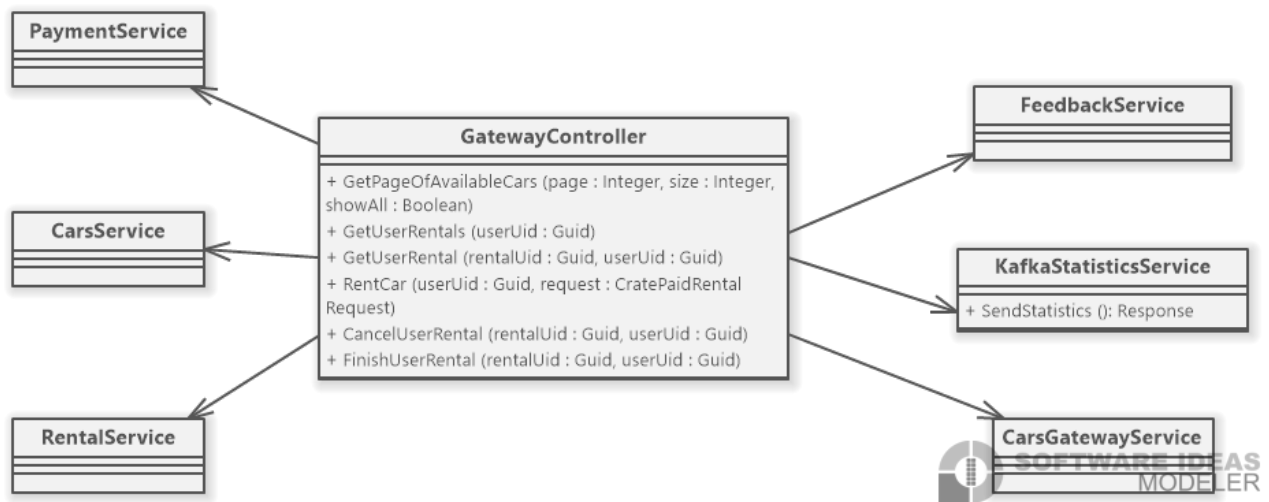 PaymentService
CarsService
RentalService
GatewayController
+ GetPageOfAvailableCars (page : Integer, size : Integer,
showAll : Boolean)
+ GetUserRentals (userUid : Guid)
+ GetUserRental (rentalUid : Guid, userUid : Guid)
+ RentCar (userUid : Guid, request : CratePaidRental
Request)
+ CancelUserRental (rentalUid : Guid, userUid : Guid)
+ FinishUserRental (rentalUid : Guid, userUid : Guid)
FeedbackService
KafkaStatisticsService
+ SendStatistics (): Response
CarsGatewayService
SOFTWARE IDEAS
MODELER